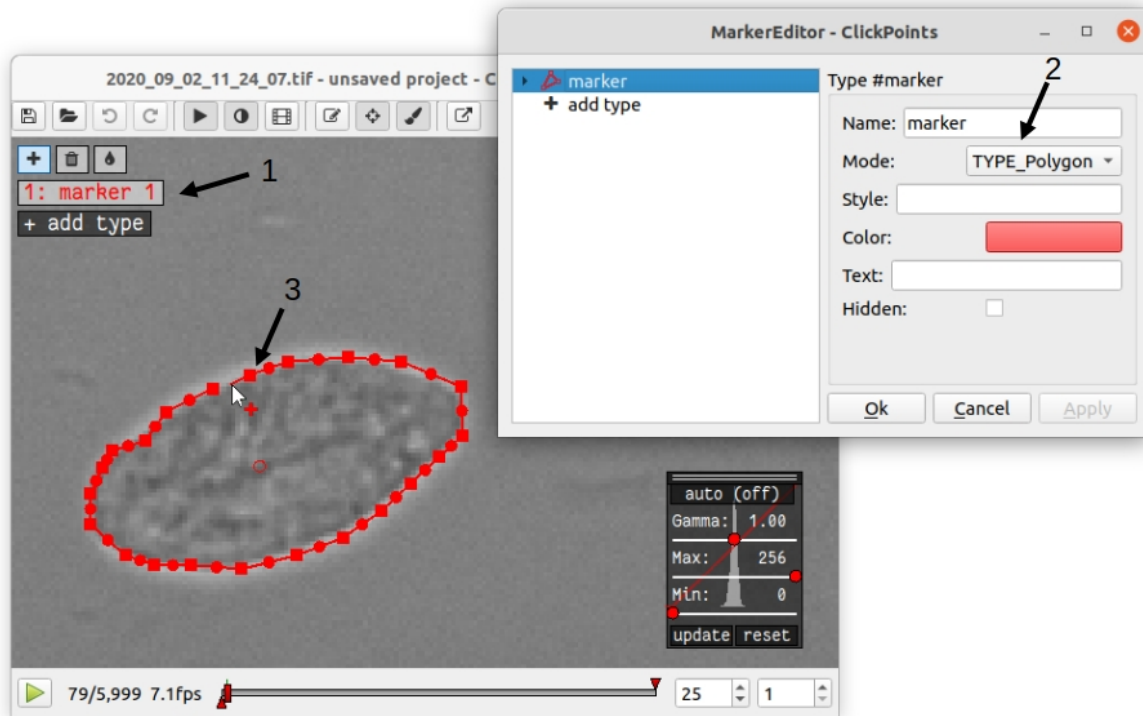 MarkerEditor - ClickPoints
marker
add type
Type #marker
2
Name: marker
Mode: TYPE_Polygon
Style:
Color:
Text:
Hidden:
Ok Cancel Apply
2020_09_02_11_24_07.tif - unsaved project - C
1: marker 1
+ add type
1
3
auto (off)
Gamma: 1.00
Max: 256
Min: 0
update reset
79/5,999 7.1fps
25
1